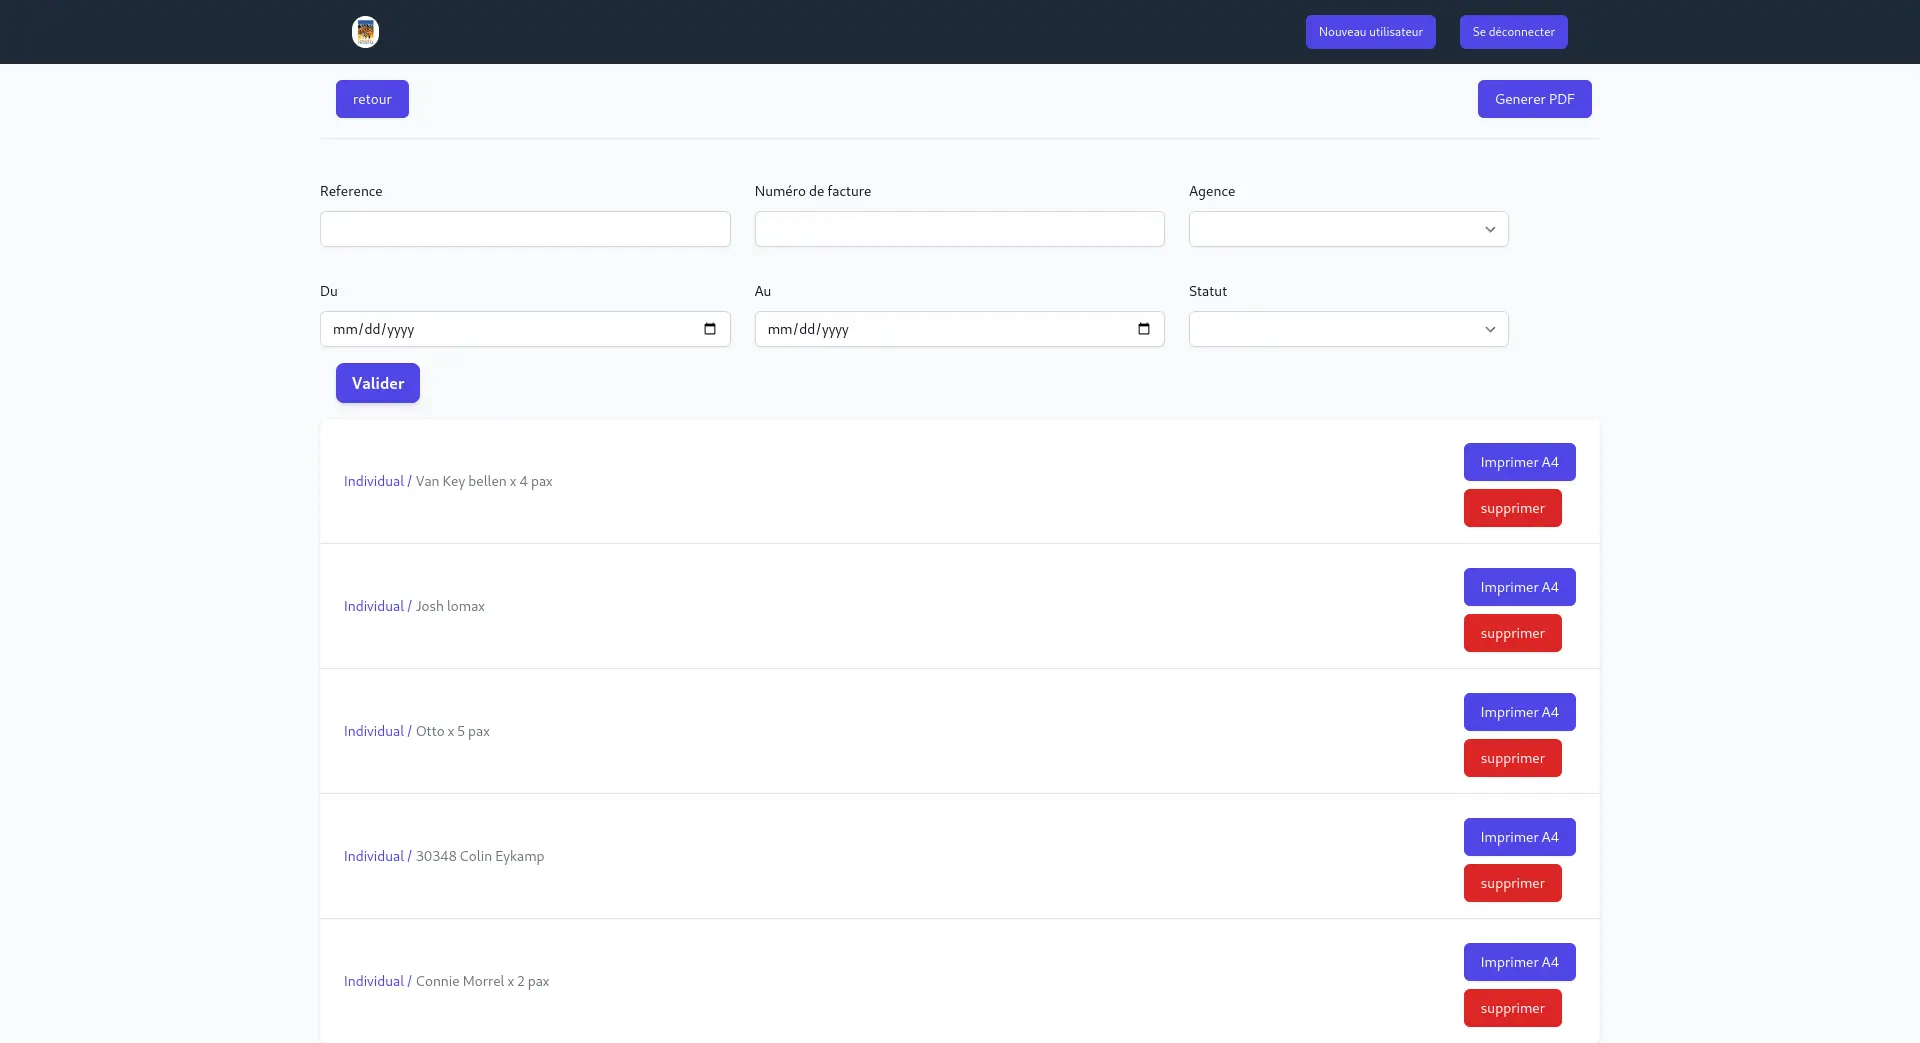 Nouveau utilisateur
Se déconnecter
retour
Generer PDF
Reference
Numéro de facture
Agence
Du
Au
Statut
mm/dd/yyyy
mm/dd/yyyy
Valider
Individual / Van Key bellen x 4 pax
Imprimer A4
supprimer
Individual / Josh lomax
Imprimer A4
supprimer
Individual / Otto x 5 pax
Imprimer A4
supprimer
Individual / 30348 Colin Eykamp
Imprimer A4
supprimer
Individual / Connie Morrel x 2 pax
Imprimer A4
supprimer